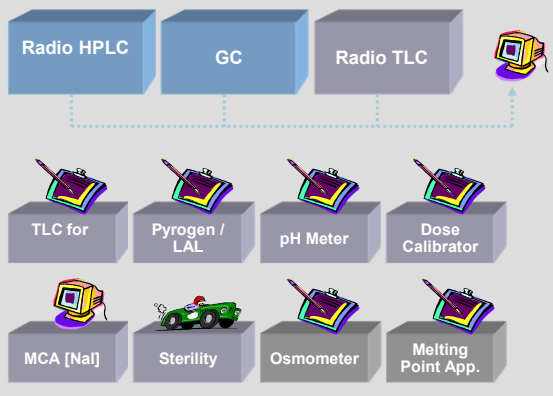 Radio HPLC
GC
Radio TLC
TLC for
Pyrogen /
LAL
pH Meter
Dose
Calibrator
MCA [NaI]
Sterility
Osmometer
Melting
Point App.